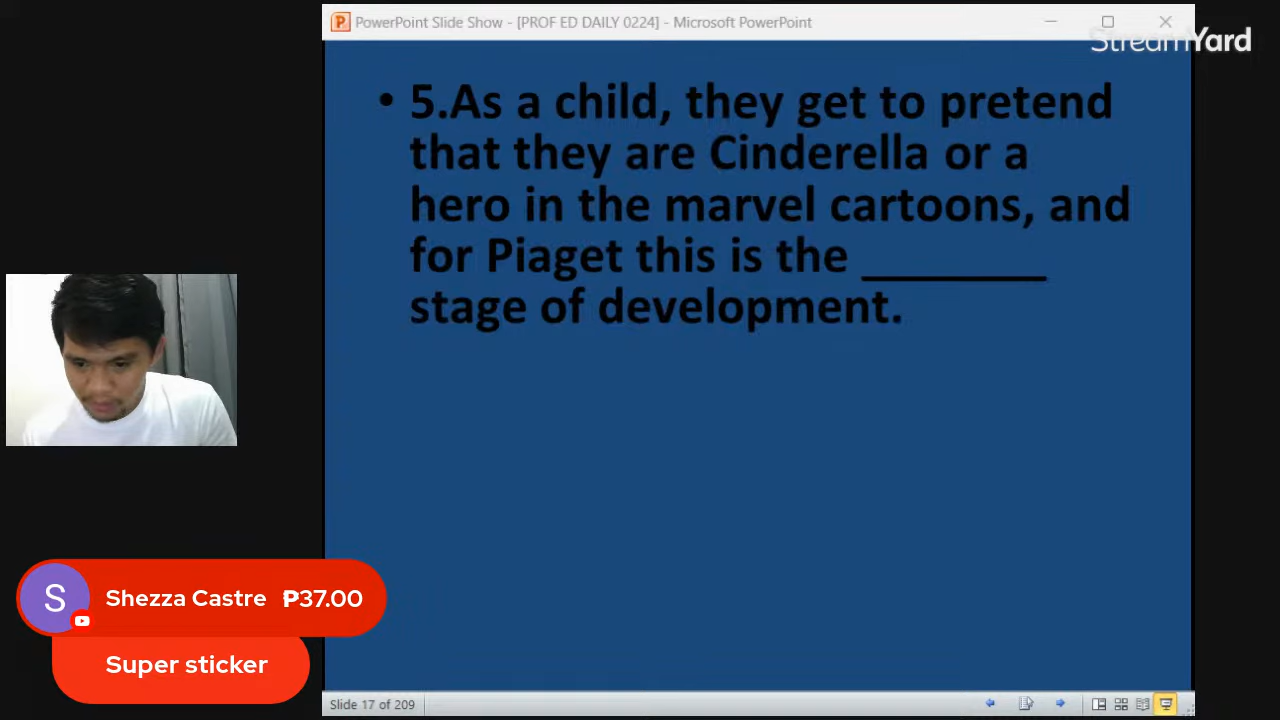 PowerPoint Slide Show - [PROF ED DAILY 0224] - Microsoft PowerPoint
StreamYard
• 5.As a child, they get to pretend
that they are Cinderella or a
hero in the marvel cartoons, and
for Piaget this is the ________
stage of development.
S
Shezza Castre ₱37.00
Super sticker
Slide 17 of 209